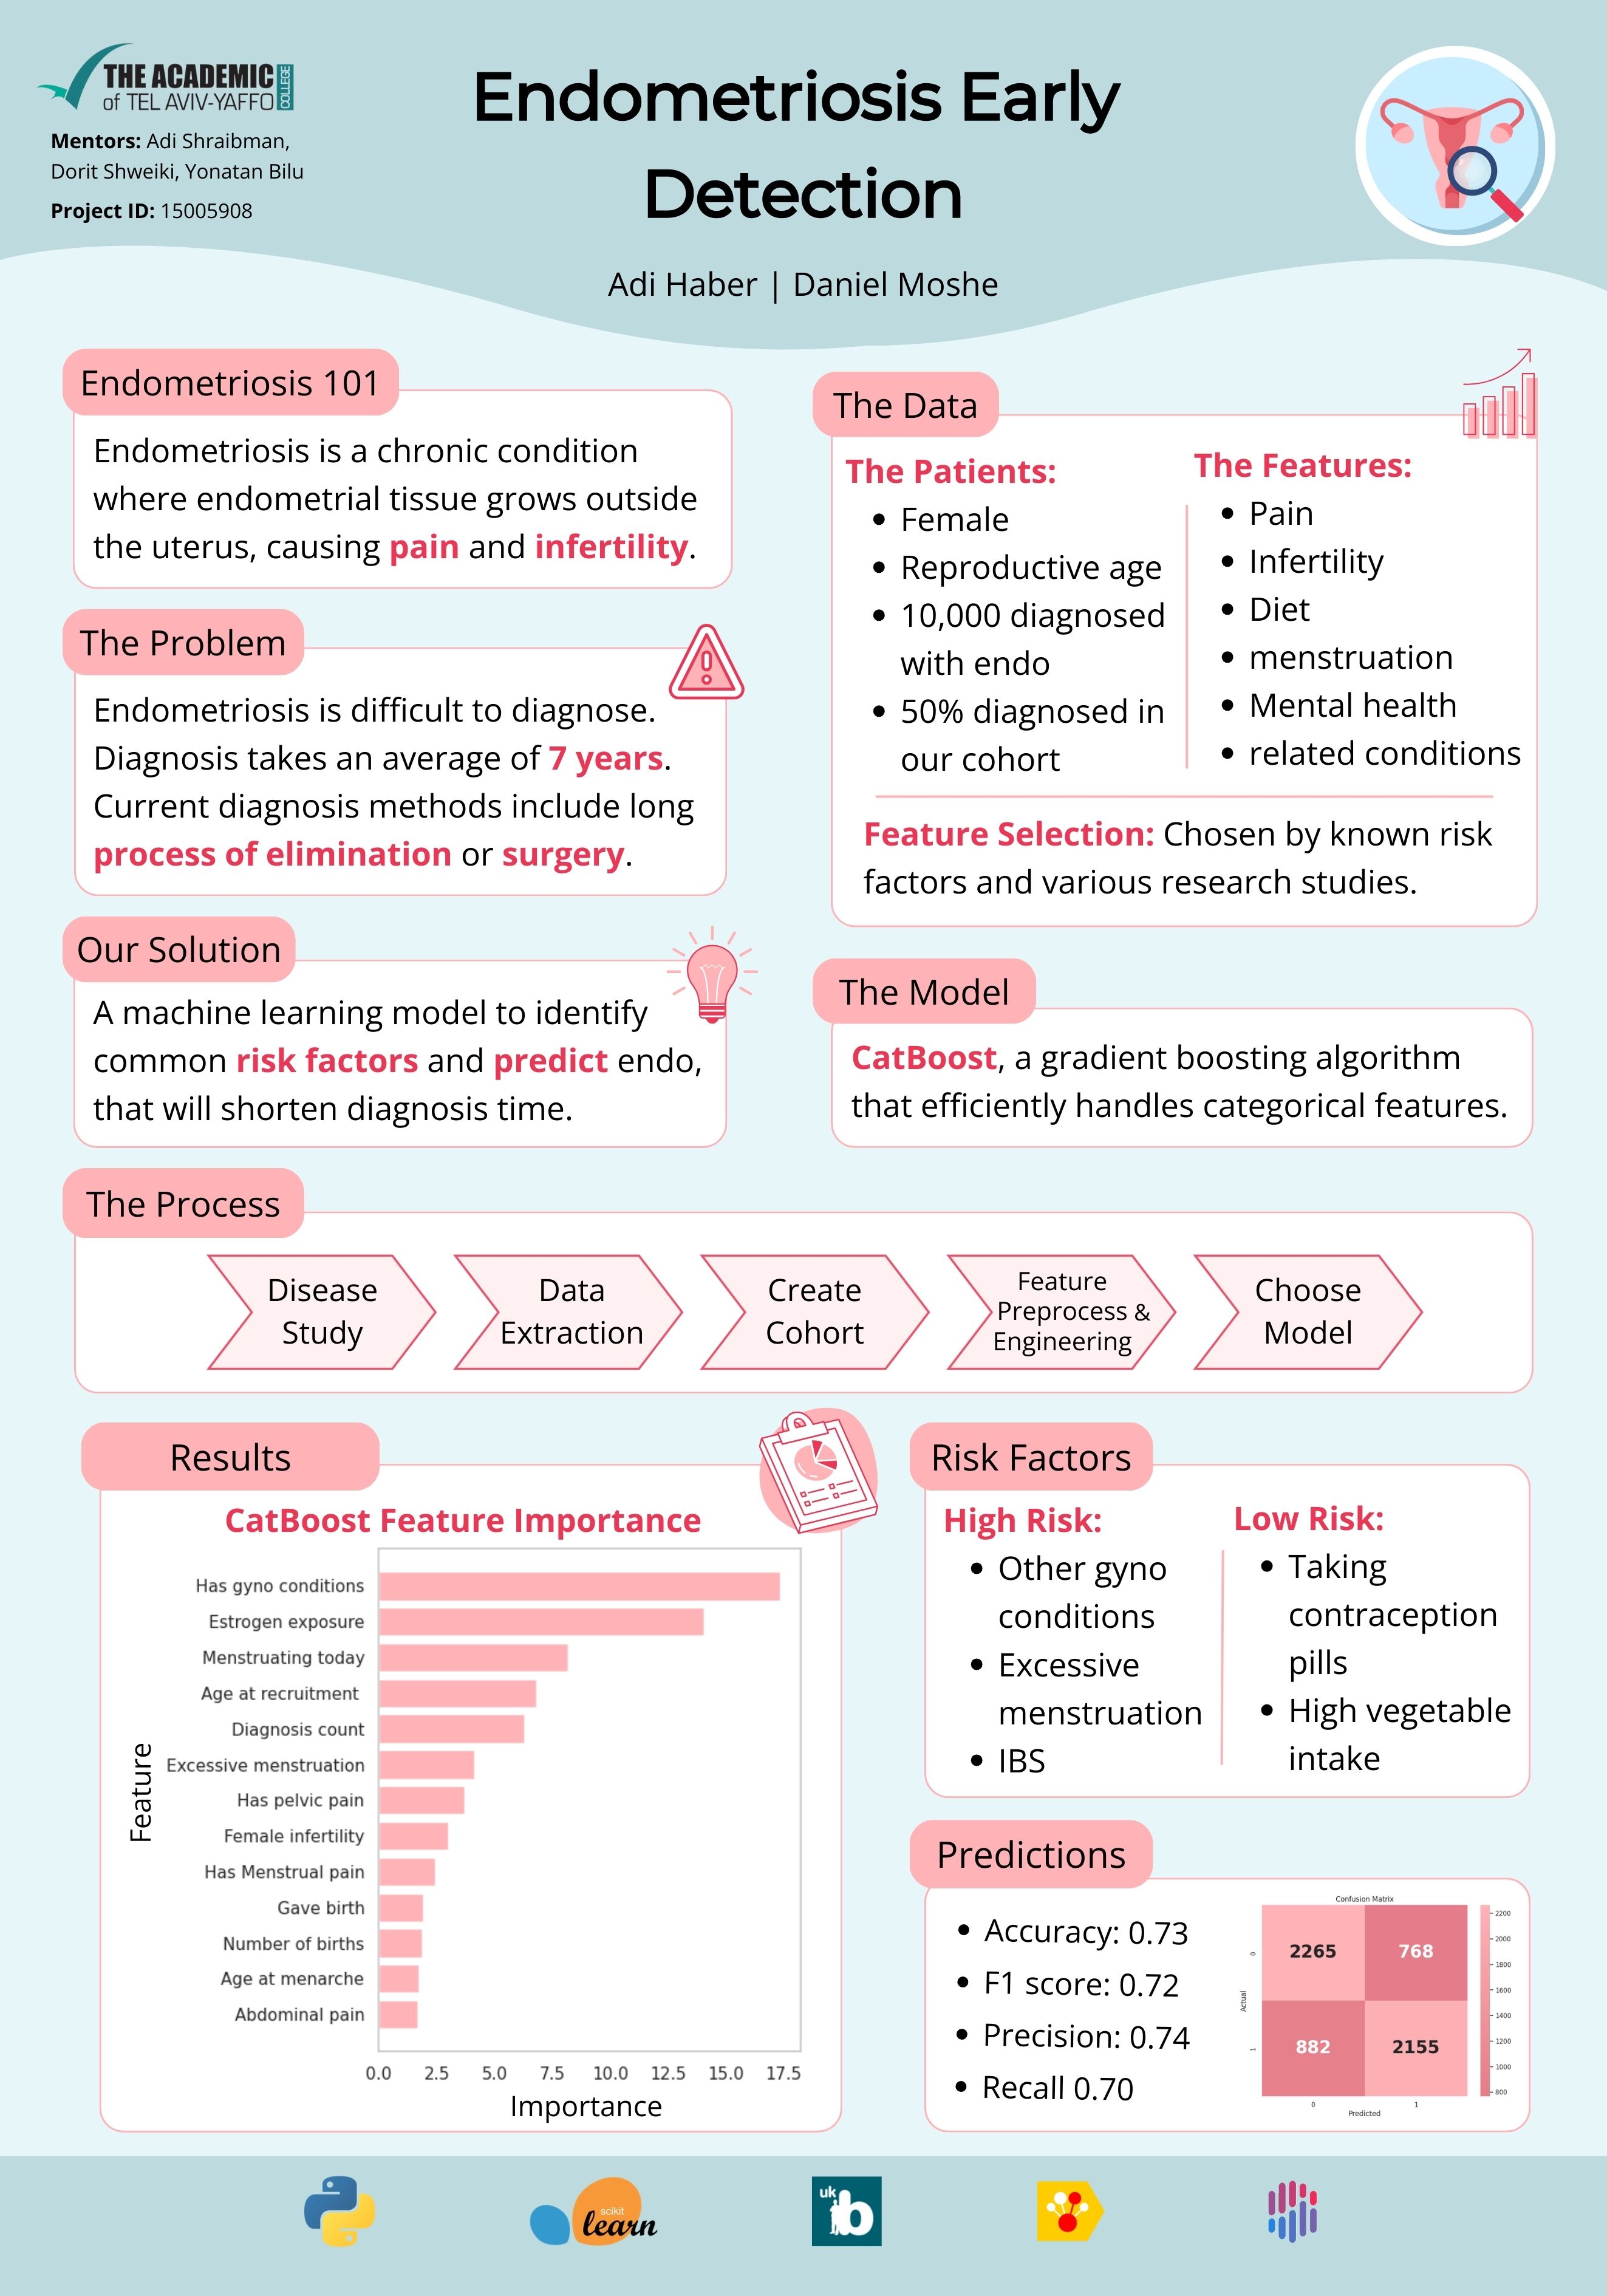 THE ACADEMIC
COLLEGE
of TEL AVIV-YAFFO
Mentors: Adi Shraibman,
Dorit Shweiki, Yonatan Bilu
Project ID: 15005908
Endometriosis Early
Detection
Adi Haber | Daniel Moshe
Endometriosis 101
Endometriosis is a chronic condition
where endometrial tissue grows outside
the uterus, causing pain and infertility.
The Problem
Endometriosis is difficult to diagnose.
Diagnosis takes an average of 7 years.
Current diagnosis methods include long
process of elimination or surgery.
Our Solution
A machine learning model to identify
common risk factors and predict endo,
that will shorten diagnosis time.
The Data
The Patients:
• Female
• Reproductive age
• 10,000 diagnosed
with endo
• 50% diagnosed in
our cohort
The Features:
• Pain
• Infertility
• Diet
• menstruation
• Mental health
• related conditions
Feature Selection: Chosen by known risk
factors and various research studies.
The Model
CatBoost, a gradient boosting algorithm
that efficiently handles categorical features.
The Process
Disease
Study
Data
Extraction
Create
Cohort
Feature
Preprocess &
Engineering
Choose
Model
Results
CatBoost Feature Importance
Feature
Has gyno conditions
Estrogen exposure
Menstruating today
Age at recruitment
Diagnosis count
Excessive menstruation
Has pelvic pain
Female infertility
Has Menstrual pain
Gave birth
Number of births
Age at menarche
Abdominal pain
0.0 2.5 5.0 7.5 10.0 12.5 15.0 17.5
Importance
Risk Factors
High Risk:
• Other gyno
conditions
• Excessive
menstruation
• IBS
Low Risk:
• Taking
contraception
pills
• High vegetable
intake
Predictions
• Accuracy: 0.73
• F1 score: 0.72
• Precision: 0.74
• Recall 0.70
Confusion Matrix
Actual
0
2265 768
1
882 2155
0 1
Predicted
2200
2000
1800
1600
1400
1200
1000
800
scikit
learn
uk
b